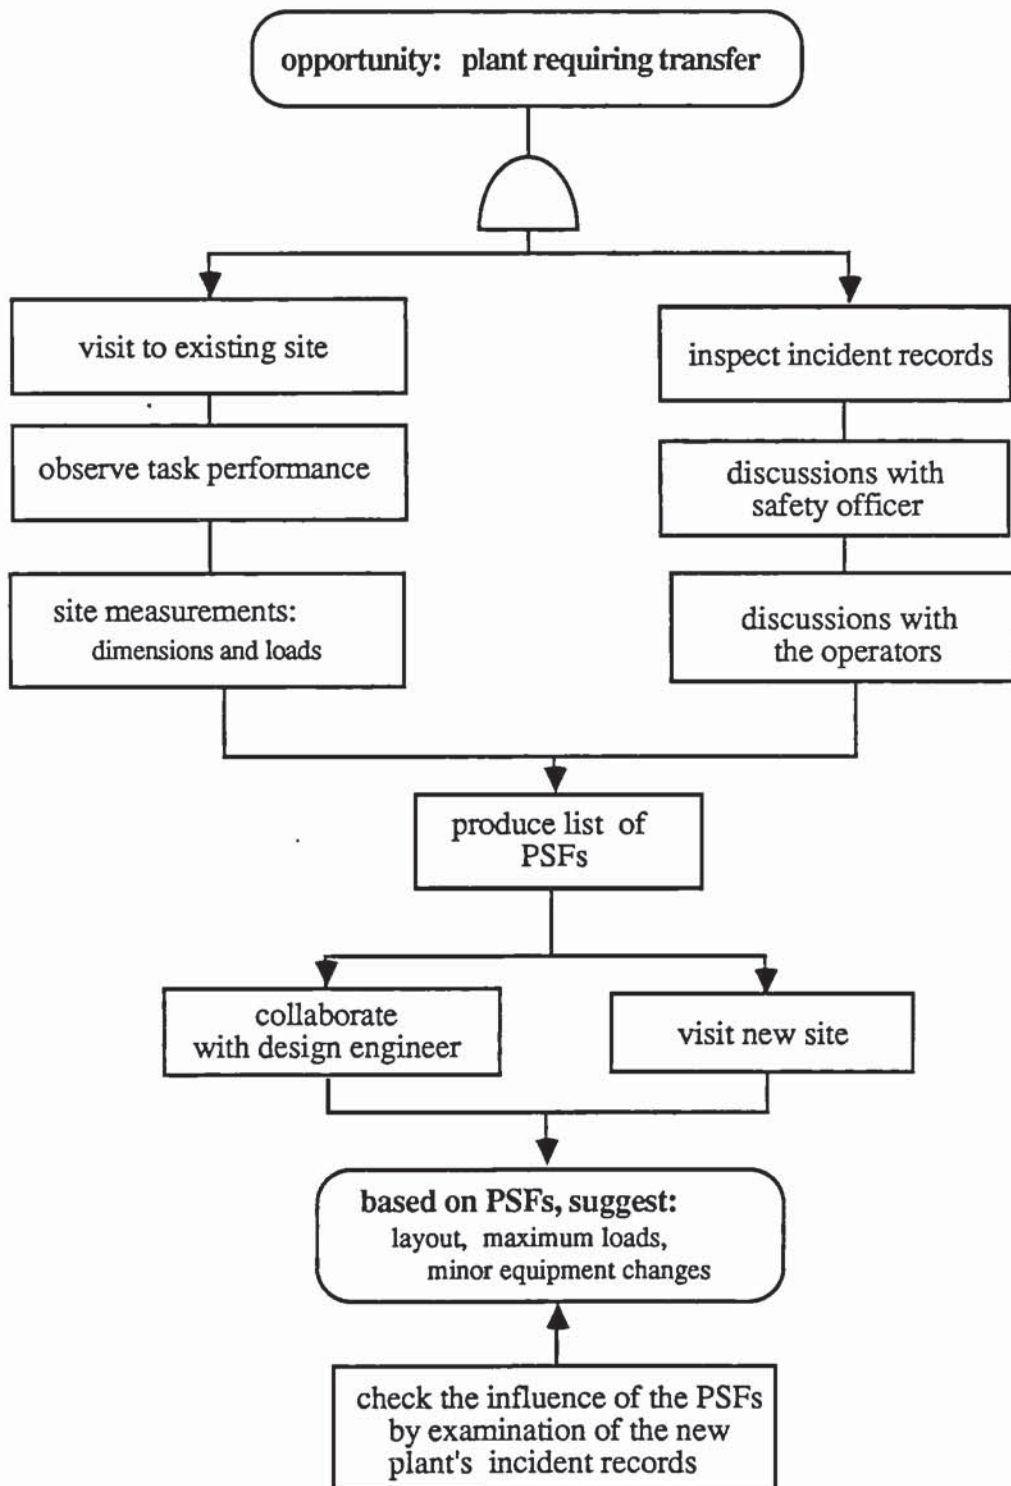 opportunity: plant requiring transfer
visit to existing site
inspect incident records
observe task performance
discussions with
safety officer
site measurements:
dimensions and loads
discussions with
the operators
produce list of
PSFs
collaborate
with design engineer
visit new site
based on PSFs, suggest:
layout, maximum loads,
minor equipment changes
check the influence of the PSFs
by examination of the new
plant's incident records